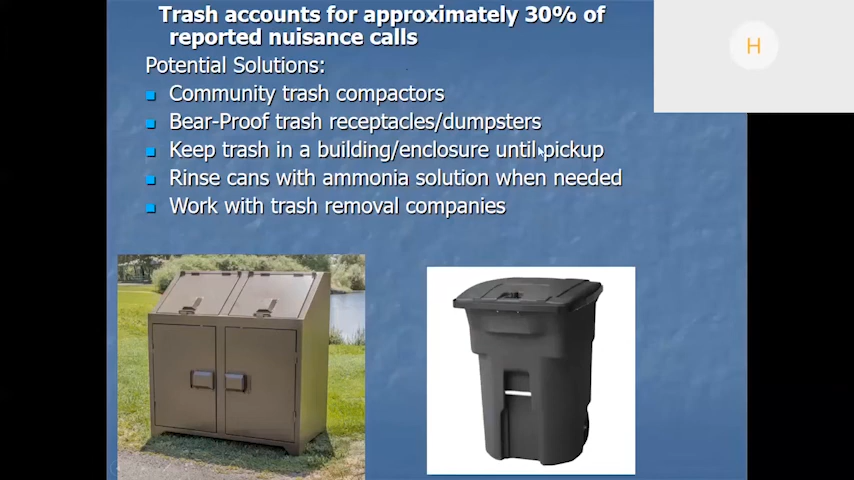 Trash accounts for approximately 30% of
reported nuisance calls
Potential Solutions:
Community trash compactors
Bear-Proof trash receptacles/dumpsters
Keep trash in a building/enclosure until pickup
Rinse cans with ammonia solution when needed
Work with trash removal companies
H